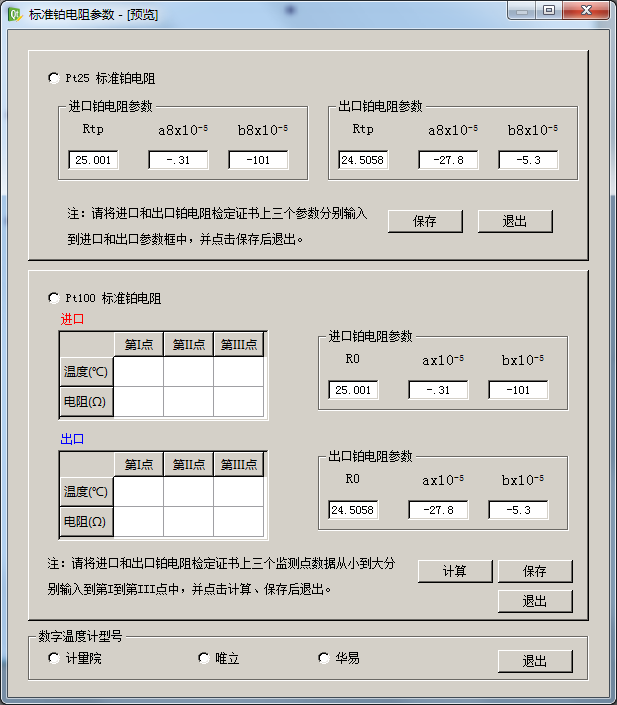 标准铂电阻参数 - [预览]
Pt25 标准铂电阻
进口铂电阻参数
Rtp a8x10⁻⁵ b8x10⁻⁵
25.001 -.31 -101
出口铂电阻参数
Rtp a8x10⁻⁵ b8x10⁻⁵
24.5058 -27.8 -5.3
注：请将进口和出口铂电阻检定证书上三个参数分别输入
到进口和出口参数框中，并点击保存后退出。
保存 退出
Pt100 标准铂电阻
进口
第I点 第II点 第III点
温度(℃)
电阻(Ω)
进口铂电阻参数
R0 ax10⁻⁵ bx10⁻⁵
25.001 -.31 -101
出口
第I点 第II点 第III点
温度(℃)
电阻(Ω)
出口铂电阻参数
R0 ax10⁻⁵ bx10⁻⁵
24.5058 -27.8 -5.3
注：请将进口和出口铂电阻检定证书上三个监测点数据从小到大分
别输入到第I到第III点中，并点击计算、保存后退出。
计算 保存
退出
数字温度计型号
计量院 唯立 华易 退出